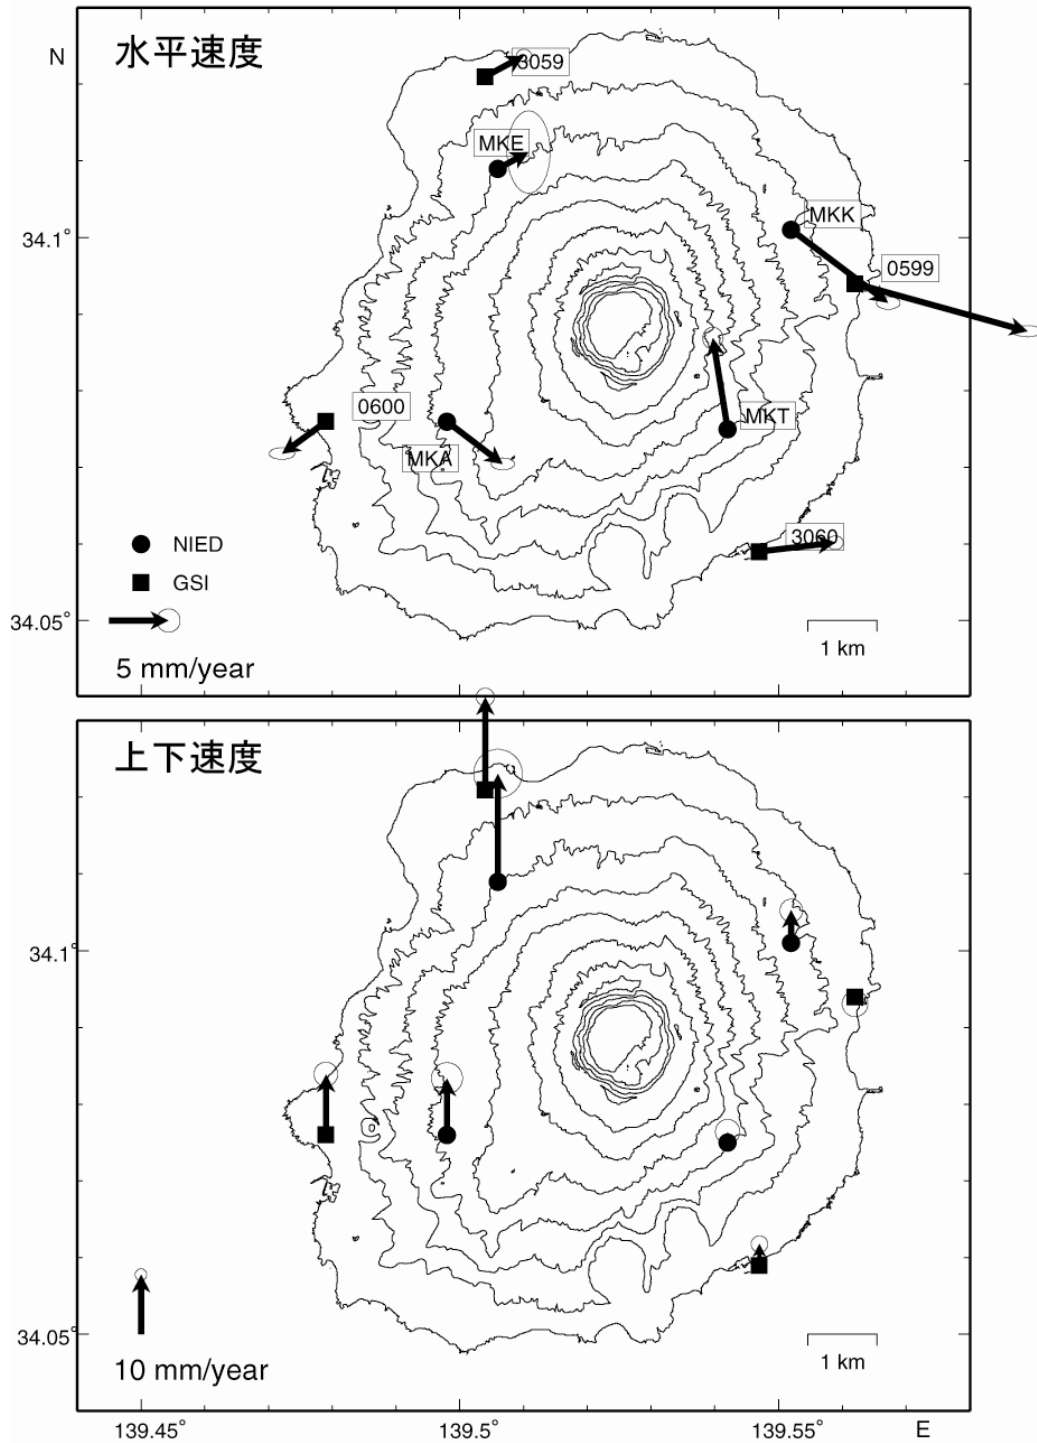 N
水平速度
3059
MKE
MKK
34.1°
0599
0600
MKT
MKA
3060
NIED
GSI
34.05°
1 km
5 mm/year
上下速度
34.1°
34.05°
1 km
10 mm/year
139.45° 139.5° 139.55° E